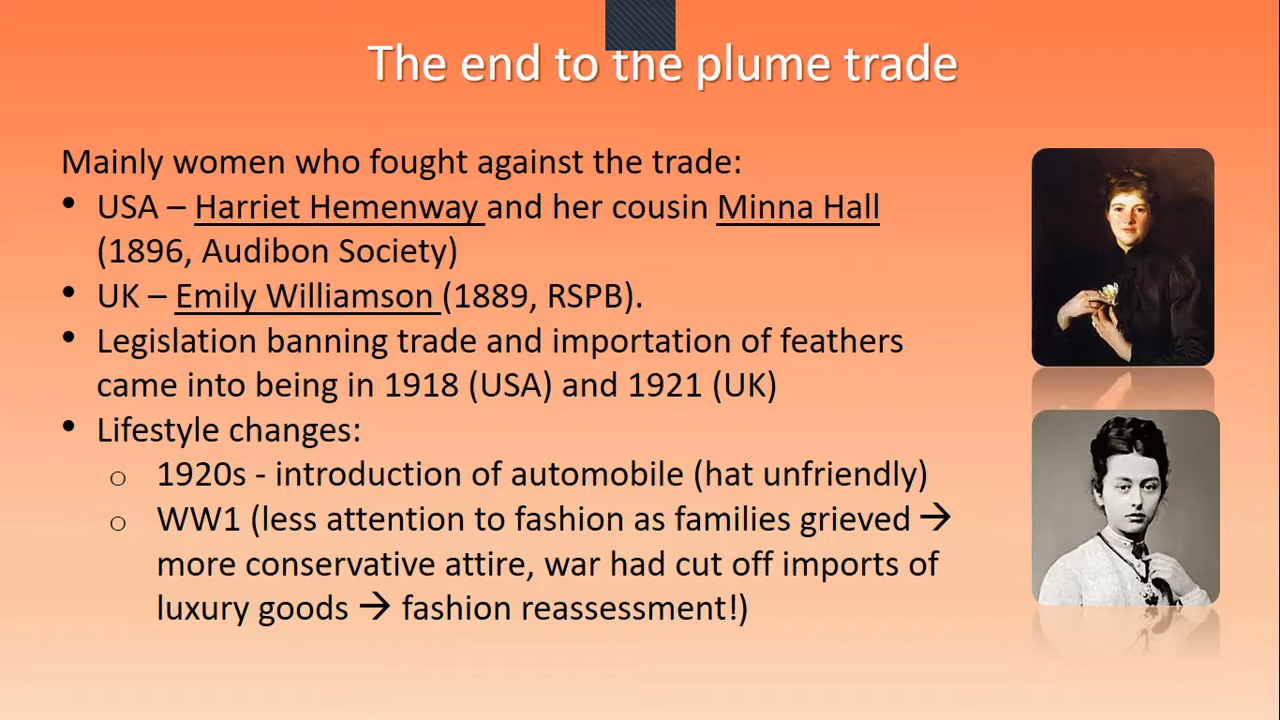 The end to the plume trade
Mainly women who fought against the trade:
• USA – Harriet Hemenway and her cousin Minna Hall
(1896, Audibon Society)
• UK – Emily Williamson (1889, RSPB).
• Legislation banning trade and importation of feathers
came into being in 1918 (USA) and 1921 (UK)
• Lifestyle changes:
o 1920s - introduction of automobile (hat unfriendly)
o WW1 (less attention to fashion as families grieved →
more conservative attire, war had cut off imports of
luxury goods → fashion reassessment!)